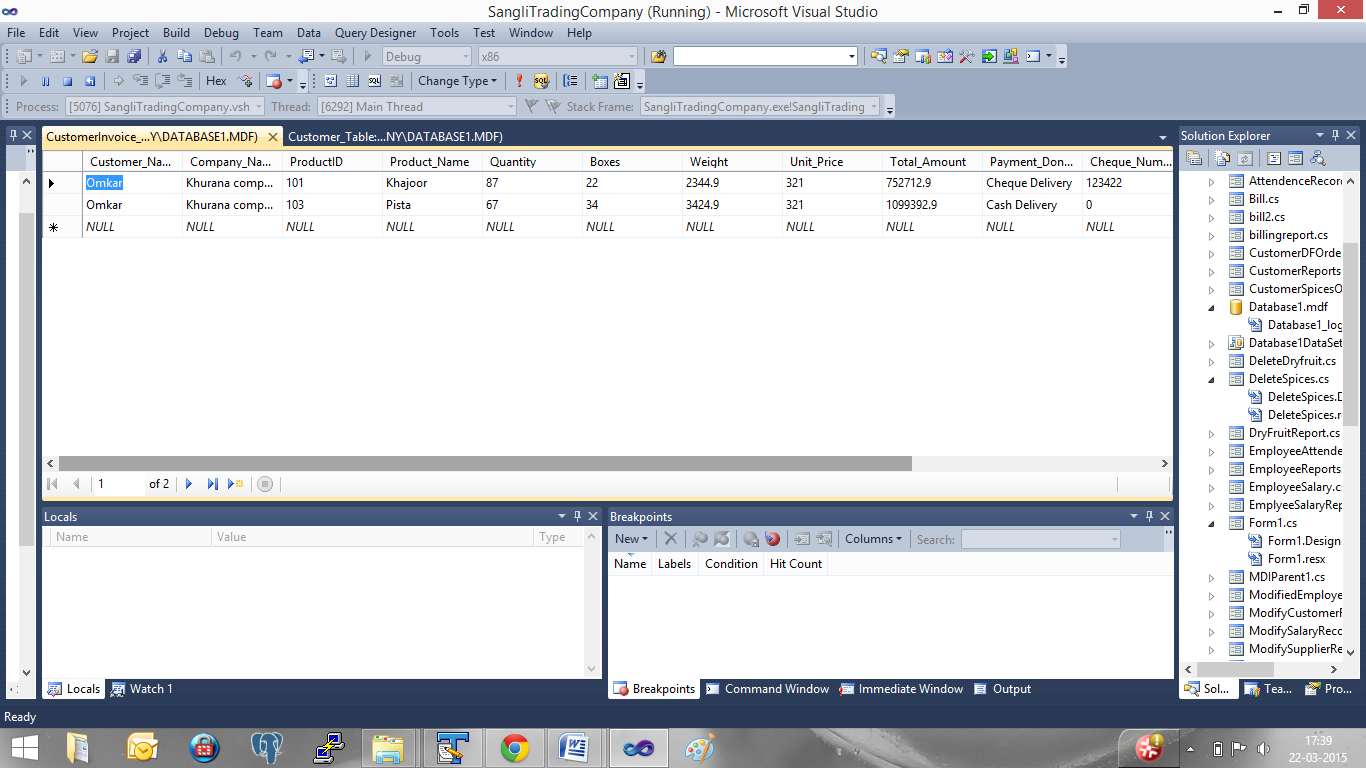 SangliTradingCompany (Running) - Microsoft Visual Studio
File Edit View Project Build Debug Team Data Query Designer Tools Test Window Help
Debug x86
Hex Change Type
Process: [5076] SangliTradingCompany.vsh Thread: [6292] Main Thread Stack Frame: SangliTradingCompany.exe!SangliTrading
CustomerInvoice_...Y\DATABASE1.MDF) Customer_Table:...NY\DATABASE1.MDF)
Customer_Na... Company_Na... ProductID Product_Name Quantity Boxes Weight Unit_Price Total_Amount Payment_Don... Cheque_Num...
Omkar Khurana comp... 101 Khajoor 87 22 2344.9 321 752712.9 Cheque Delivery 123422
Omkar Khurana comp... 103 Pista 67 34 3424.9 321 1099392.9 Cash Delivery 0
NULL NULL NULL NULL NULL NULL NULL NULL NULL NULL NULL
1 of 2
Locals
Name Value Type
Locals Watch 1
Breakpoints
New Columns Search:
Name Labels Condition Hit Count
Breakpoints Command Window Immediate Window Output
Solution Explorer
AttendenceRecor
Bill.cs
bill2.cs
billingreport.cs
CustomerDFOrde
CustomerReports
CustomerSpicesO
Database1.mdf
Database1_log
Database1DataSet
DeleteDryfruit.cs
DeleteSpices.cs
DeleteSpices.D
DeleteSpices.r
DryFruitReport.cs
EmployeeAttende
EmployeeReports
EmployeeSalary.c
EmplyeeSalaryRep
Form1.cs
Form1.Design
Form1.resx
MDIParent1.cs
ModifiedEmploye
ModifyCustomerF
ModifySalaryReco
ModifySupplierRe
Sol... Tea... Pro...
Ready
17:39
22-03-2015